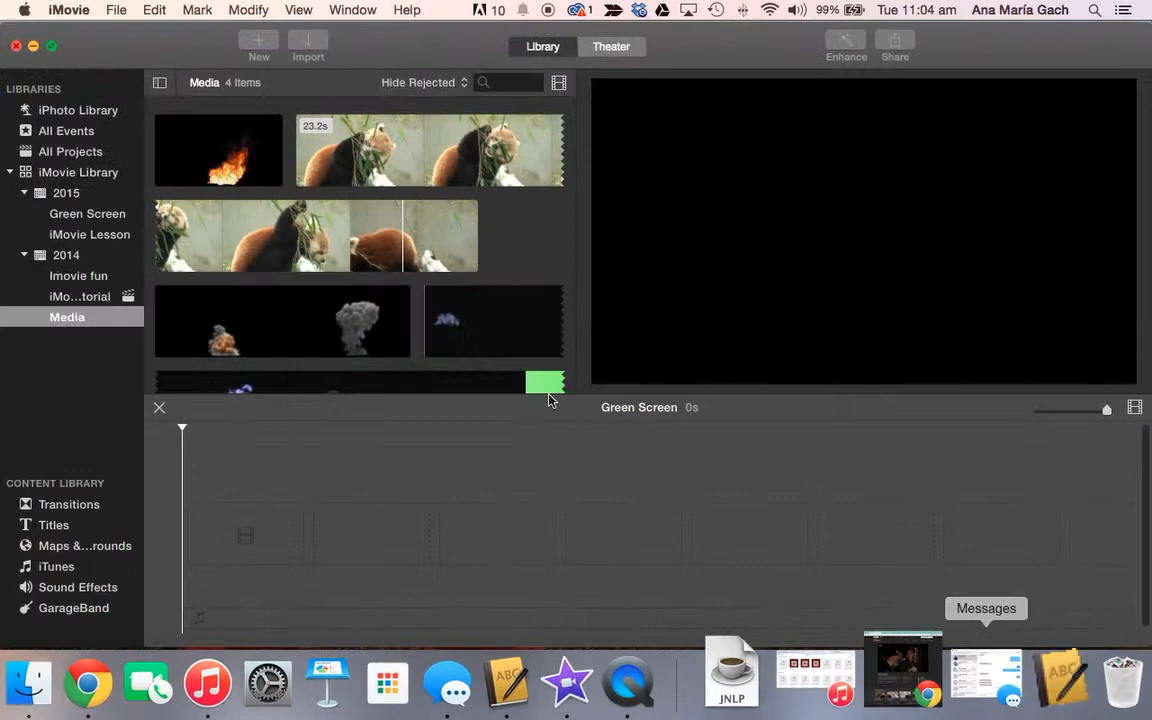 iMovie File Edit Mark Modify View Window Help 10 1 99% Tue 11:04 am Ana María Gach
New Import Library Theater Enhance Share
LIBRARIES
iPhoto Library
All Events
All Projects
iMovie Library
2015
Green Screen
iMovie Lesson
2014
Imovie fun
iMo...torial
Media
Media 4 Items Hide Rejected
23.2s
Green Screen 0s
CONTENT LIBRARY
Transitions
Titles
Maps &...rounds
iTunes
Sound Effects
GarageBand
Messages
JNLP
ABC